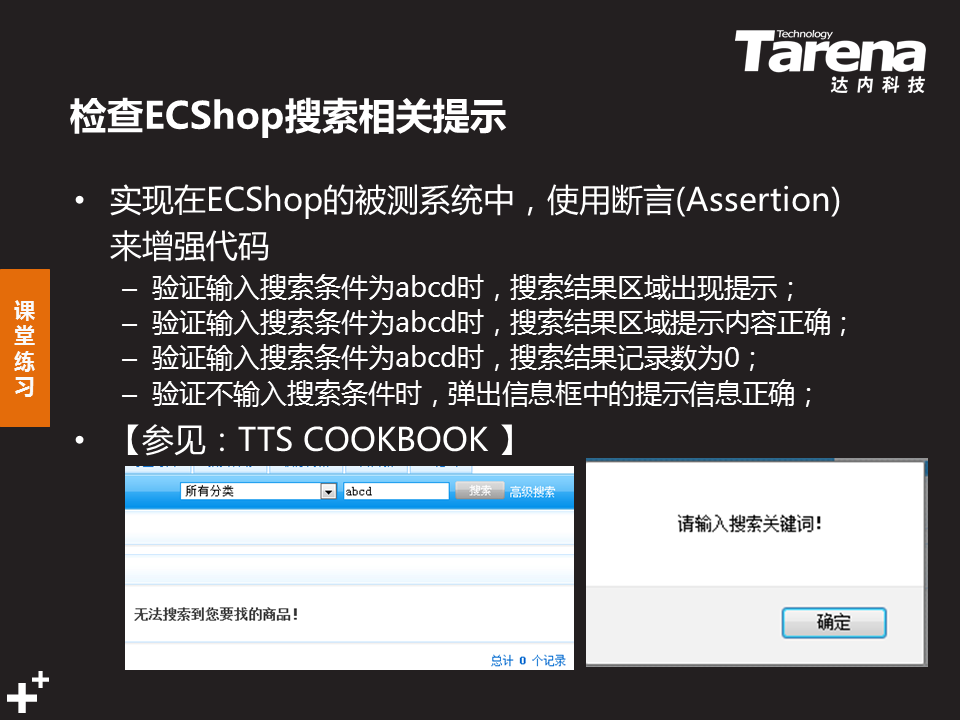 Technology
Tarena
达内科技
检查ECShop搜索相关提示
• 实现在ECShop的被测系统中，使用断言(Assertion)
来增强代码
– 验证输入搜索条件为abcd时，搜索结果区域出现提示；
– 验证输入搜索条件为abcd时，搜索结果区域提示内容正确；
– 验证输入搜索条件为abcd时，搜索结果记录数为0；
– 验证不输入搜索条件时，弹出信息框中的提示信息正确；
• 【参见：TTS COOKBOOK 】
课
堂
练
习
所有分类 abcd 搜索 高级搜索
无法搜索到您要找的商品！
总计 0 个记录
请输入搜索关键词！
确定